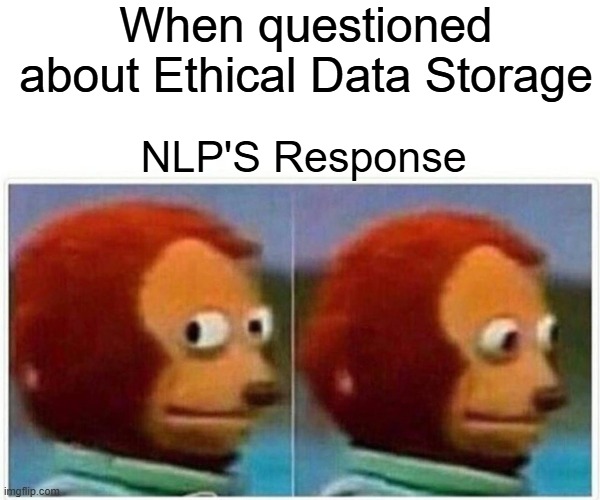 When questioned
about Ethical Data Storage
NLP'S Response
imgflip.com